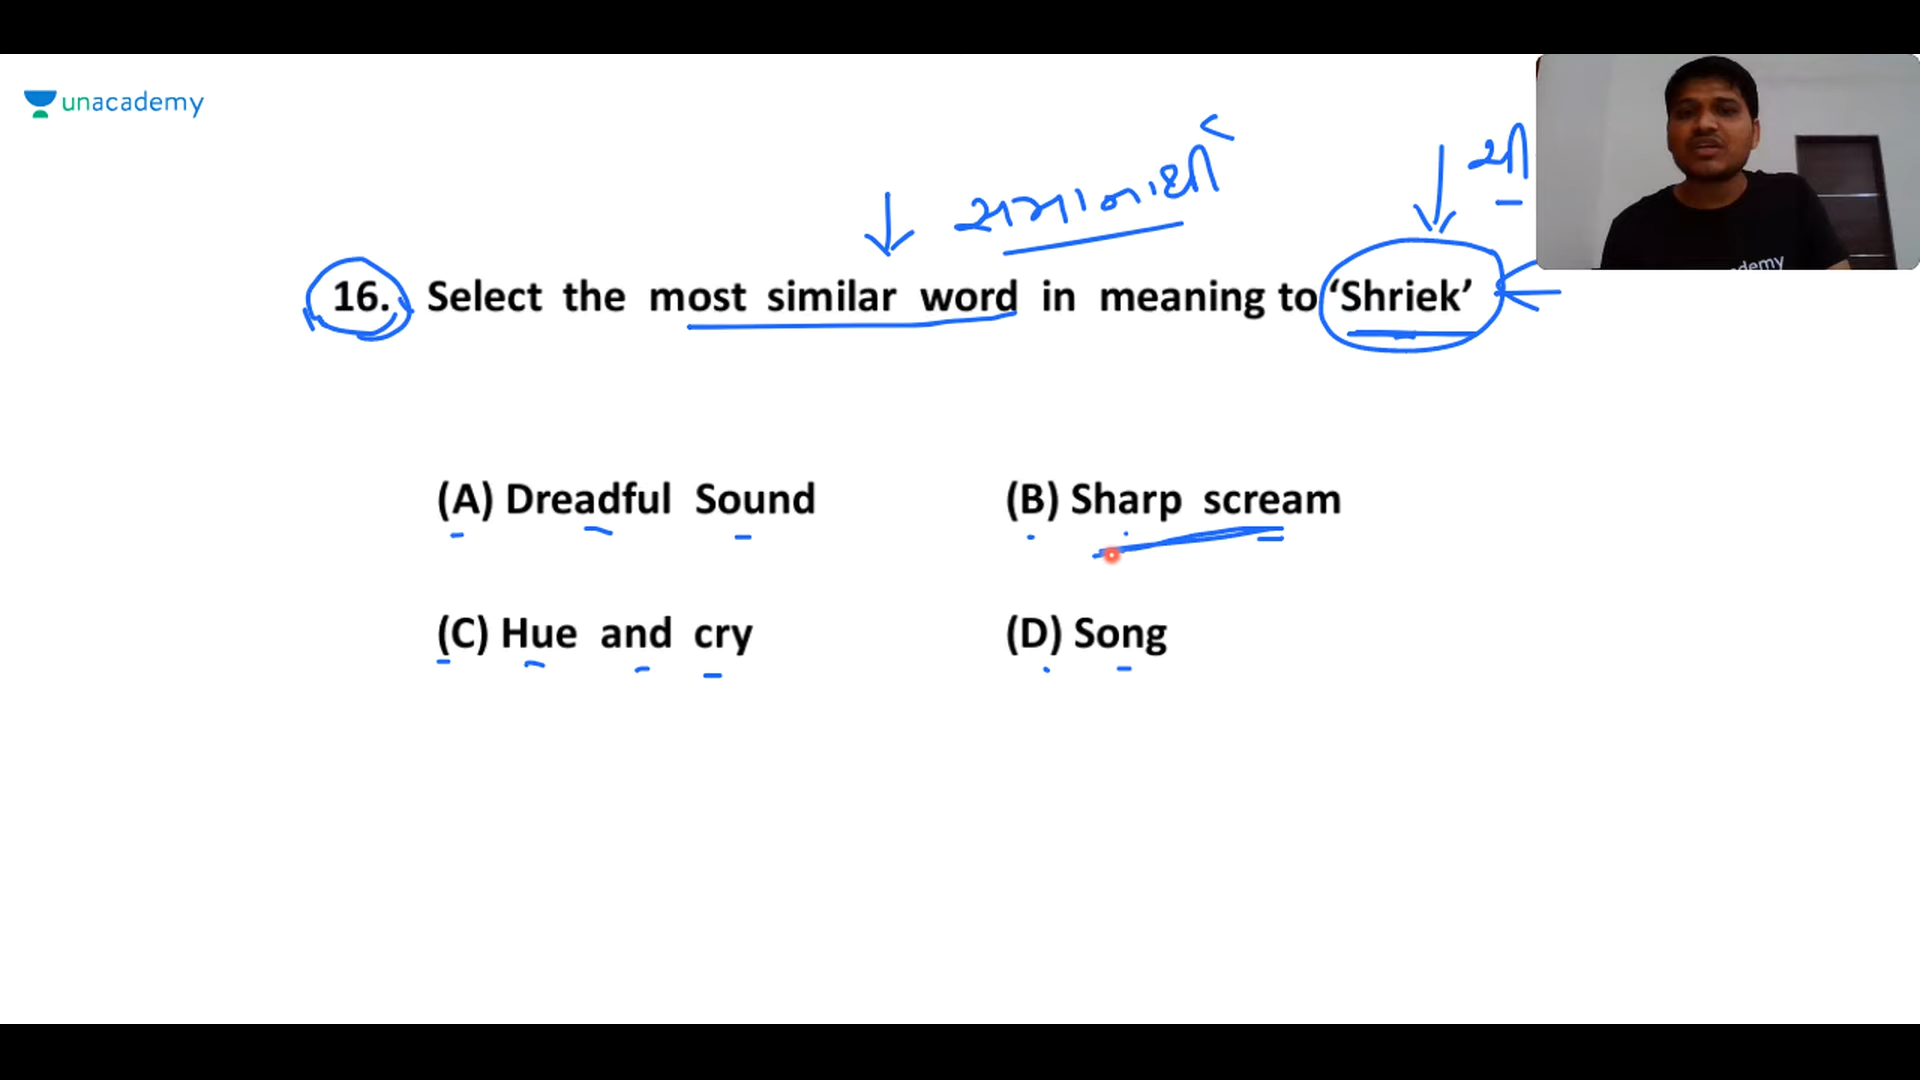 unacademy
સમાનાર્થી
ચી
16. Select the most similar word in meaning to ‘Shriek’
(A) Dreadful Sound
(B) Sharp scream
(C) Hue and cry
(D) Song
demy